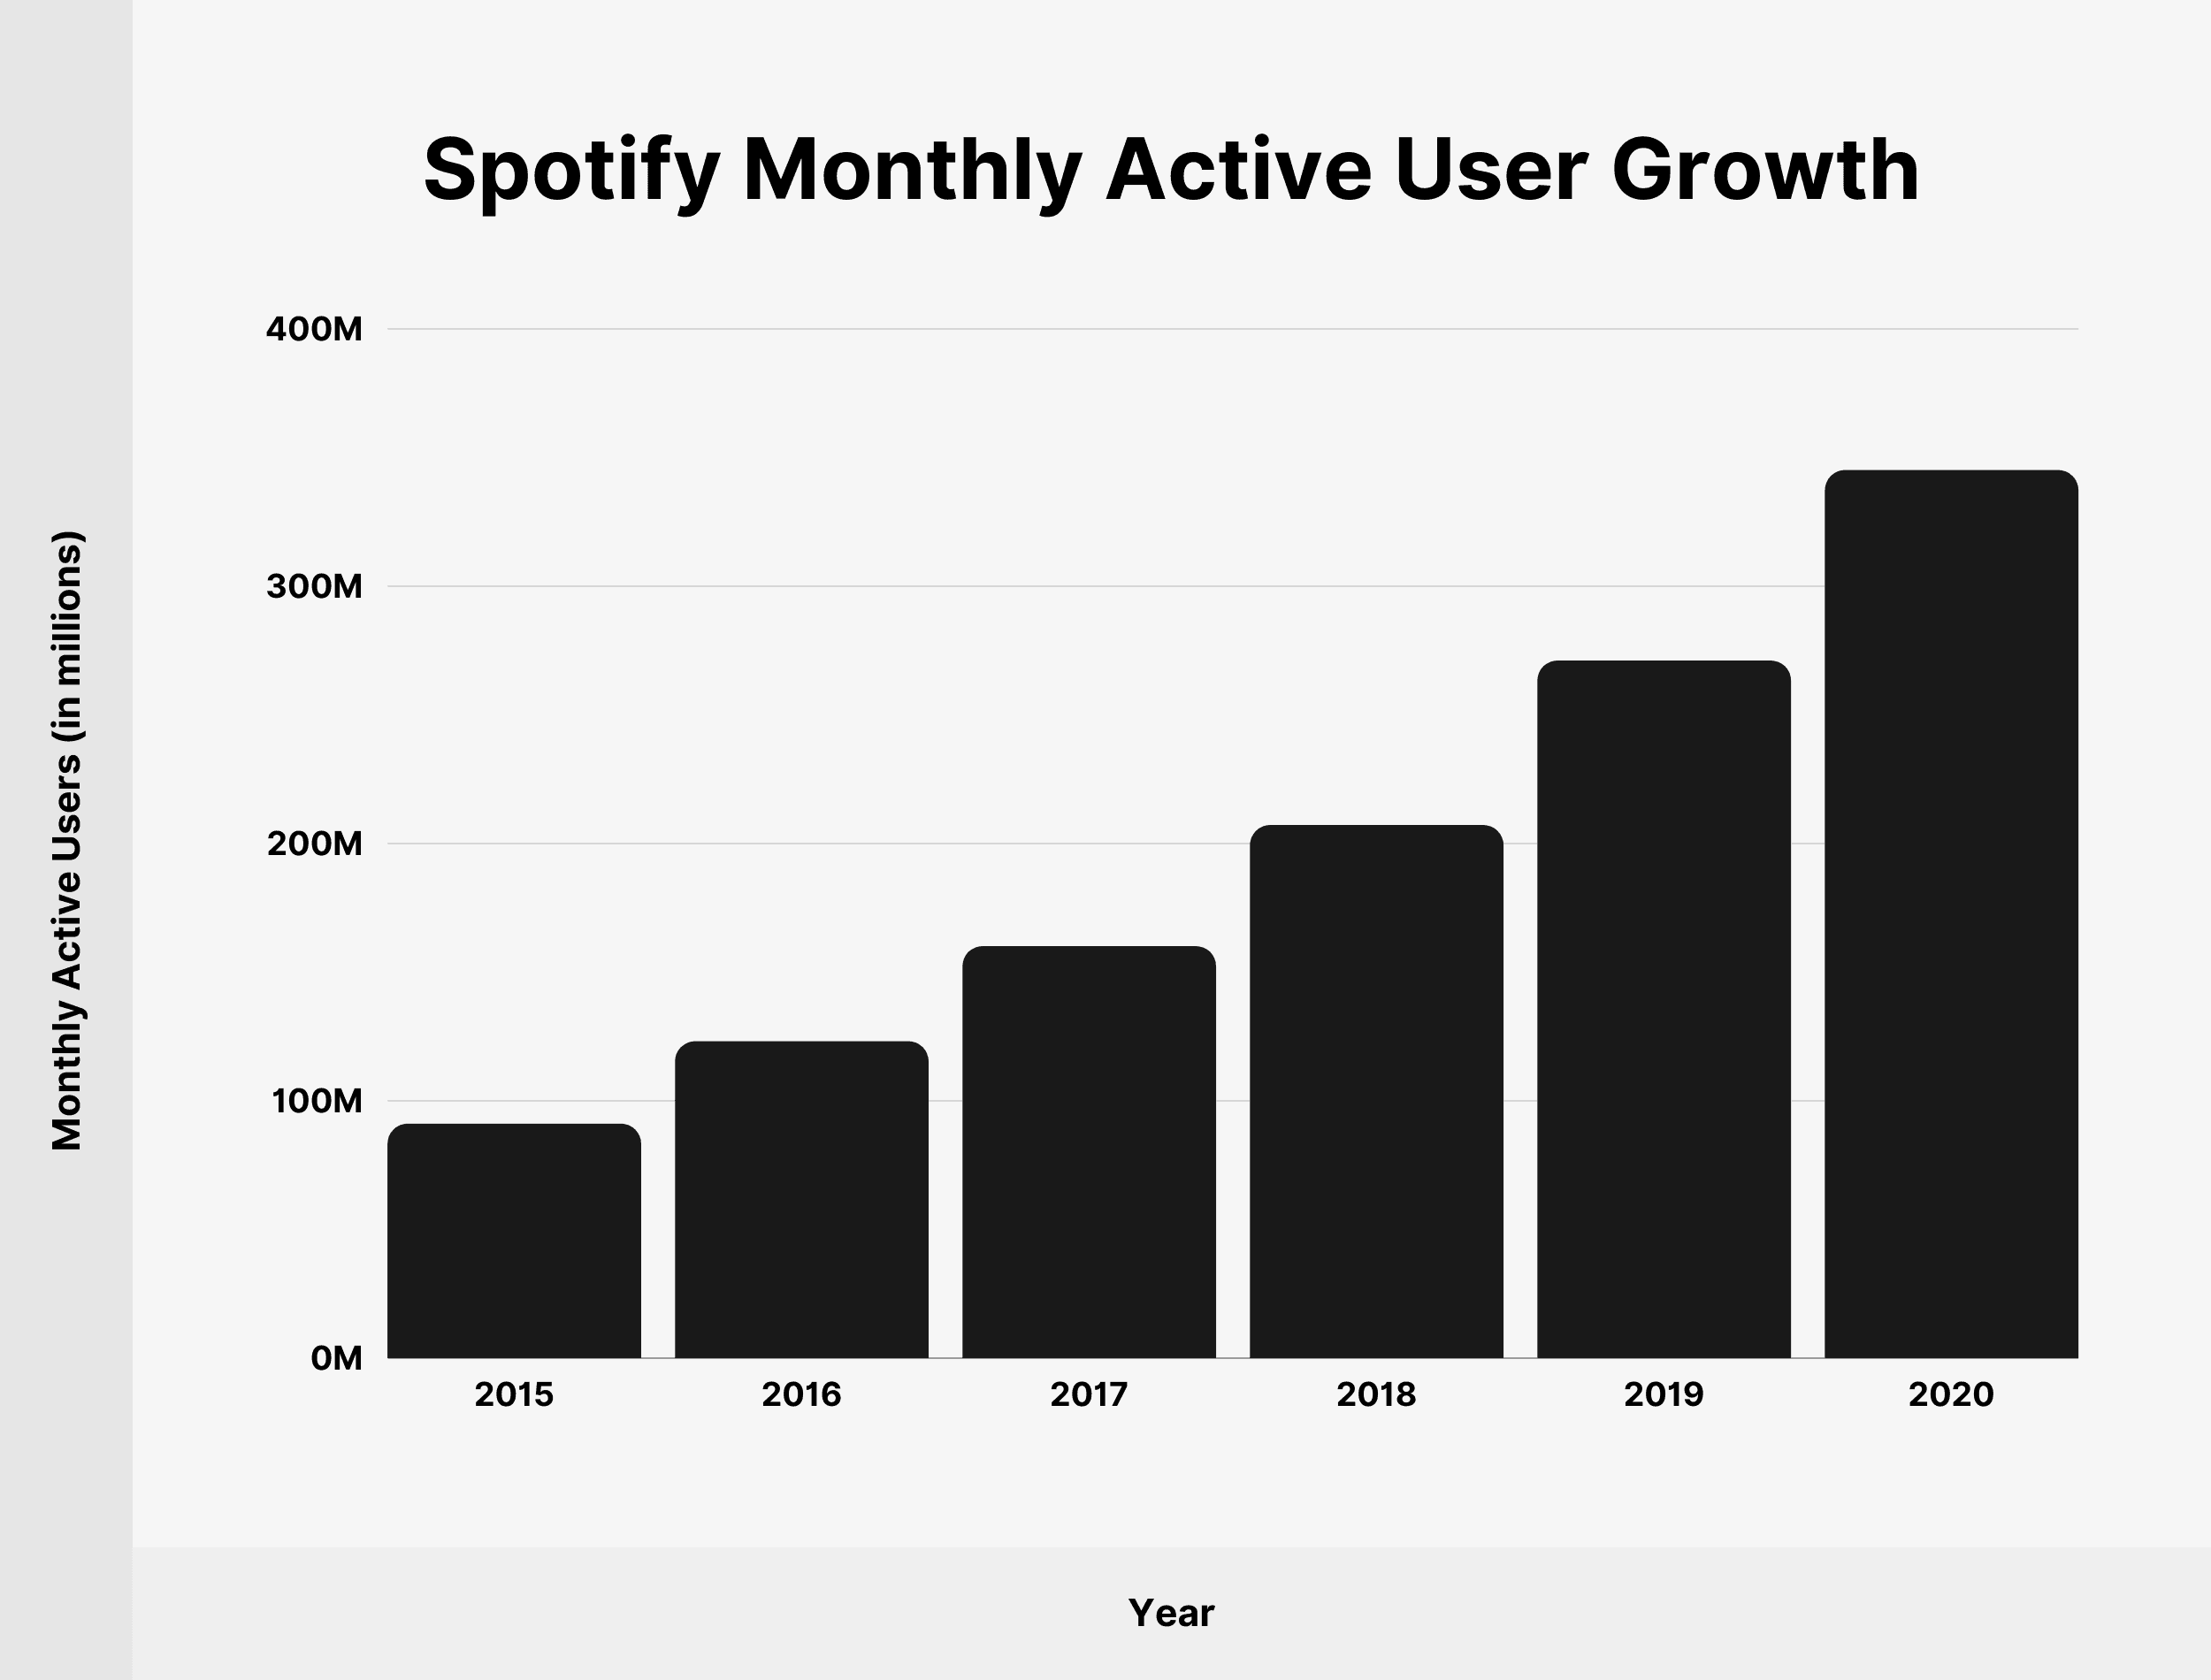 Spotify Monthly Active User Growth
Monthly Active Users (in millions)
400M
300M
200M
100M
0M
2015 2016 2017 2018 2019 2020
Year